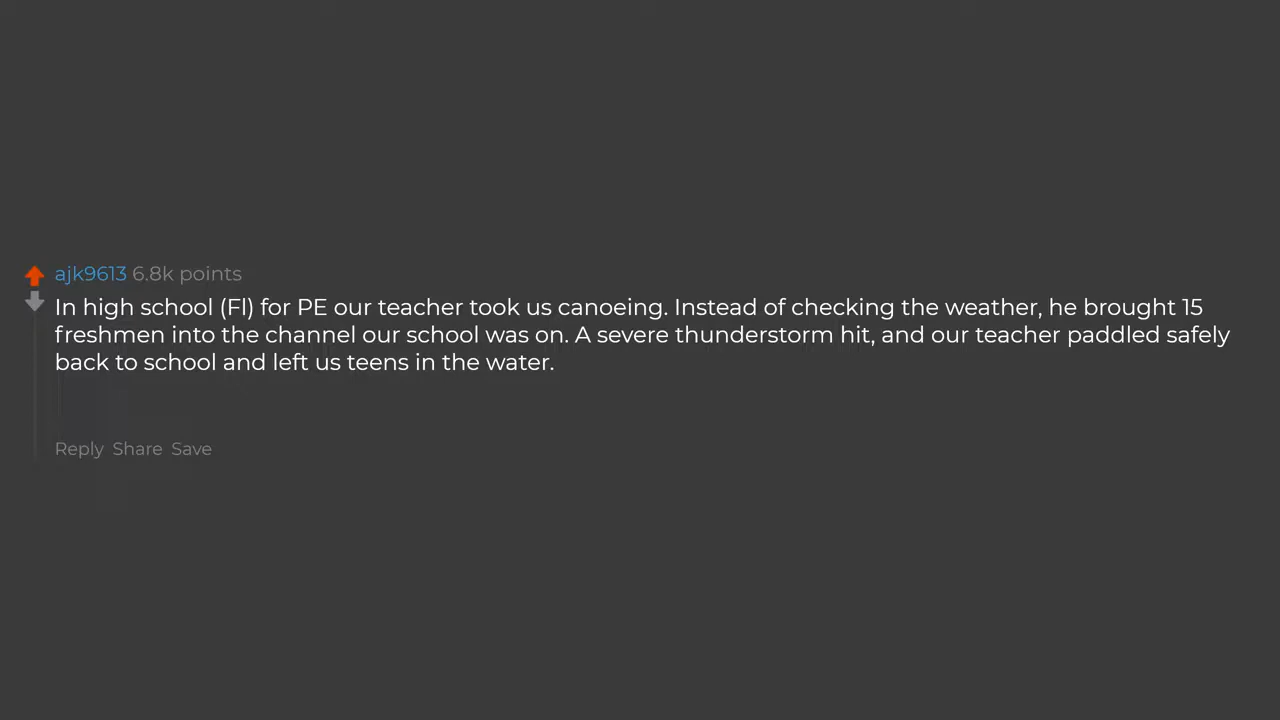 ajk9613 6.8k points
In high school (Fl) for PE our teacher took us canoeing. Instead of checking the weather, he brought 15
freshmen into the channel our school was on. A severe thunderstorm hit, and our teacher paddled safely
back to school and left us teens in the water.
Reply Share Save